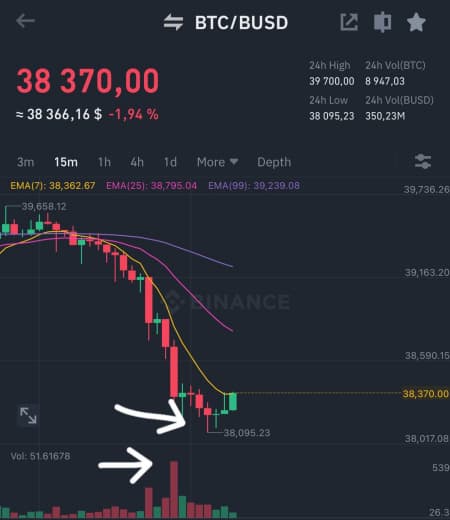 BTC/BUSD
38 370,00
≈ 38 366,16 $ -1,94 %
24h High 24h Vol(BTC)
39 700,00 8 947,03
24h Low 24h Vol(BUSD)
38 095,23 350,23M
3m 15m 1h 4h 1d More Depth
EMA(7): 38,362.67 EMA(25): 38,795.04 EMA(99): 39,239.08
39,736.26
39,658.12
39,163.20
BINANCE
38,590.15
38,370.00
38,095.23
38,017.08
Vol: 51.61678
539
26.3